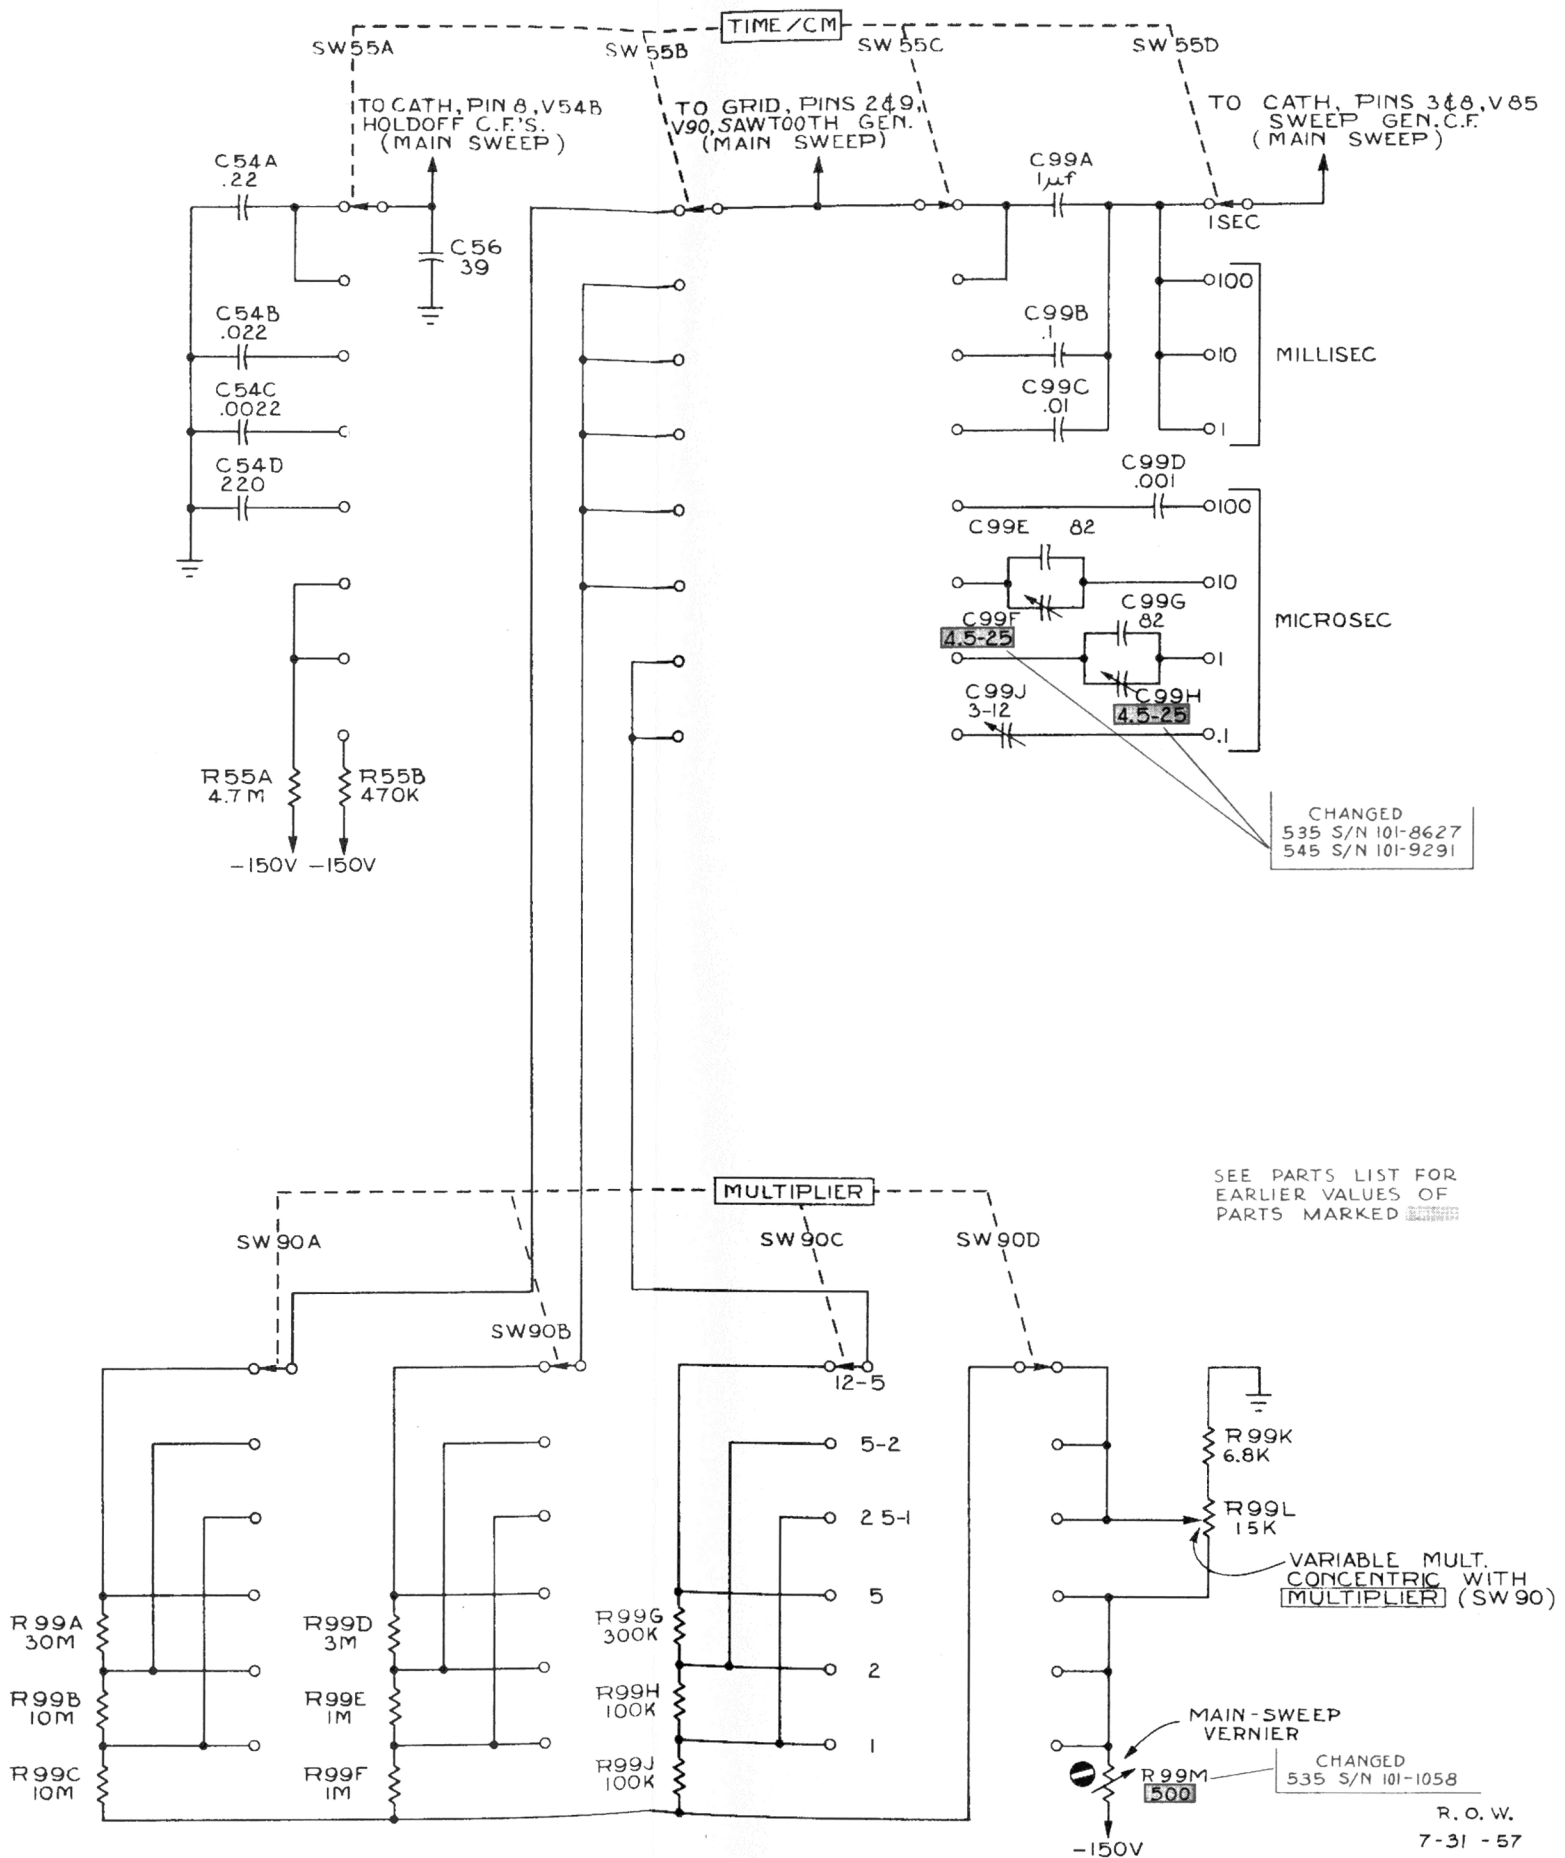 TIME/CM
SW55A
SW55B
SW55C
SW55D
TO CATH, PIN 8, V54B
HOLDOFF C.F.'S.
(MAIN SWEEP)
TO GRID, PINS 2&9,
V90, SAWTOOTH GEN.
(MAIN SWEEP)
TO CATH, PINS 3&8, V85
SWEEP GEN. C.F.
(MAIN SWEEP)
C54A
.22
C56
39
C99A
1µf
1SEC
100
C54B
.022
C99B
.1
10
MILLISEC
C54C
.0022
C99C
.01
1
C54D
220
C99D
.001
100
C99E 82
10
C99F
4.5-25
C99G
82
MICROSEC
1
C99J
3-12
C99H
4.5-25
.1
R55A
4.7M
R55B
470K
-150V -150V
CHANGED
535 S/N 101-8627
545 S/N 101-9291
MULTIPLIER
SEE PARTS LIST FOR
EARLIER VALUES OF
PARTS MARKED
SW90A
SW90B
SW90C
SW90D
12-5
5-2
2 5-1
5
2
1
R99K
6.8K
R99L
15K
VARIABLE MULT.
CONCENTRIC WITH
MULTIPLIER (SW90)
R99A
30M
R99D
3M
R99G
300K
R99B
10M
R99E
1M
R99H
100K
R99C
10M
R99F
1M
R99J
100K
MAIN-SWEEP
VERNIER
R99M
500
CHANGED
535 S/N 101-1058
-150V
R.O.W.
7-31-57